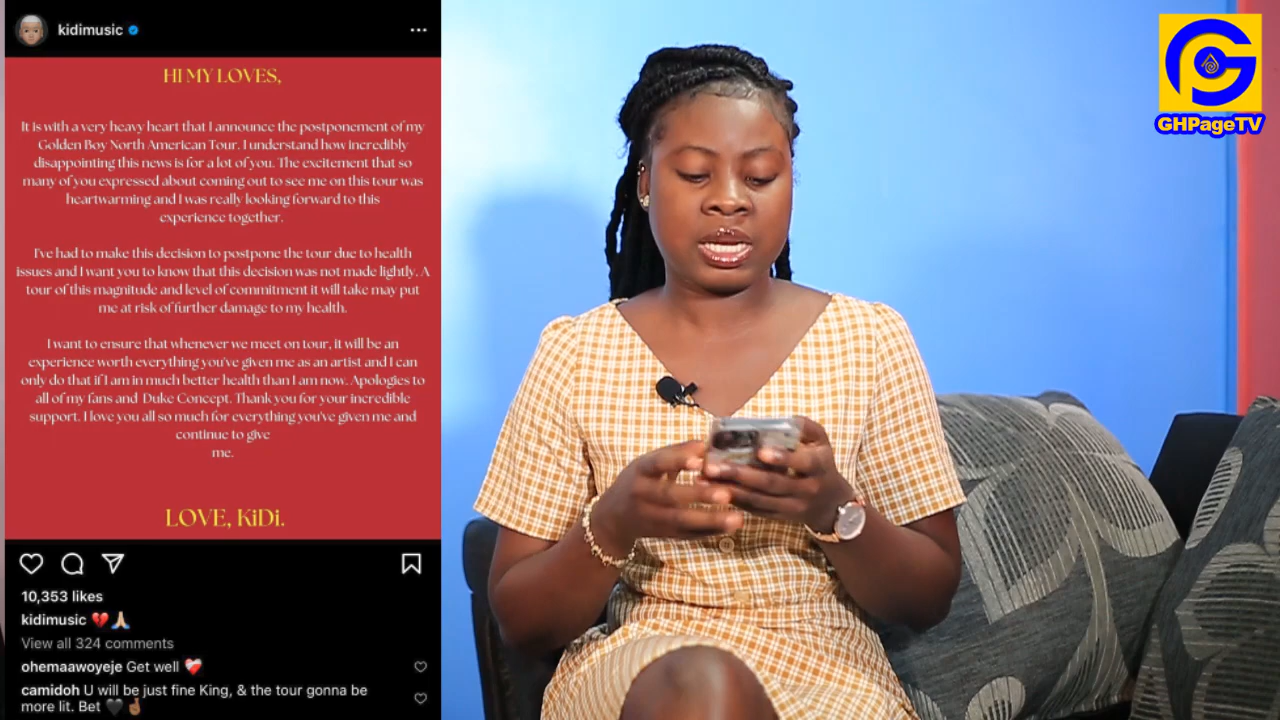 kidimusic
HI MY LOVES,
It is with a very heavy heart that I announce the postponement of my
Golden Boy North American Tour. I understand how incredibly
disappointing this news is for a lot of you. The excitement that so
many of you expressed about coming out to see me on this tour was
heartwarming and I was really looking forward to this
experience together.
I've had to make this decision to postpone the tour due to health
issues and I want you to know that this decision was not made lightly. A
tour of this magnitude and level of commitment it will take may put
me at risk of further damage to my health.
I want to ensure that whenever we meet on tour, it will be an
experience worth everything you've given me as an artist and I can
only do that if I am in much better health than I am now. Apologies to
all of my fans and Duke Concept. Thank you for your incredible
support. I love you all so much for everything you've given me and
continue to give
me.
LOVE, KiDi.
10,353 likes
kidimusic 💔🙏🏼
View all 324 comments
ohemaawoyeje Get well ❤️‍🩹
camidoh U will be just fine King, & the tour gonna be
more lit. Bet 🖤🤞🏾
GHPageTV